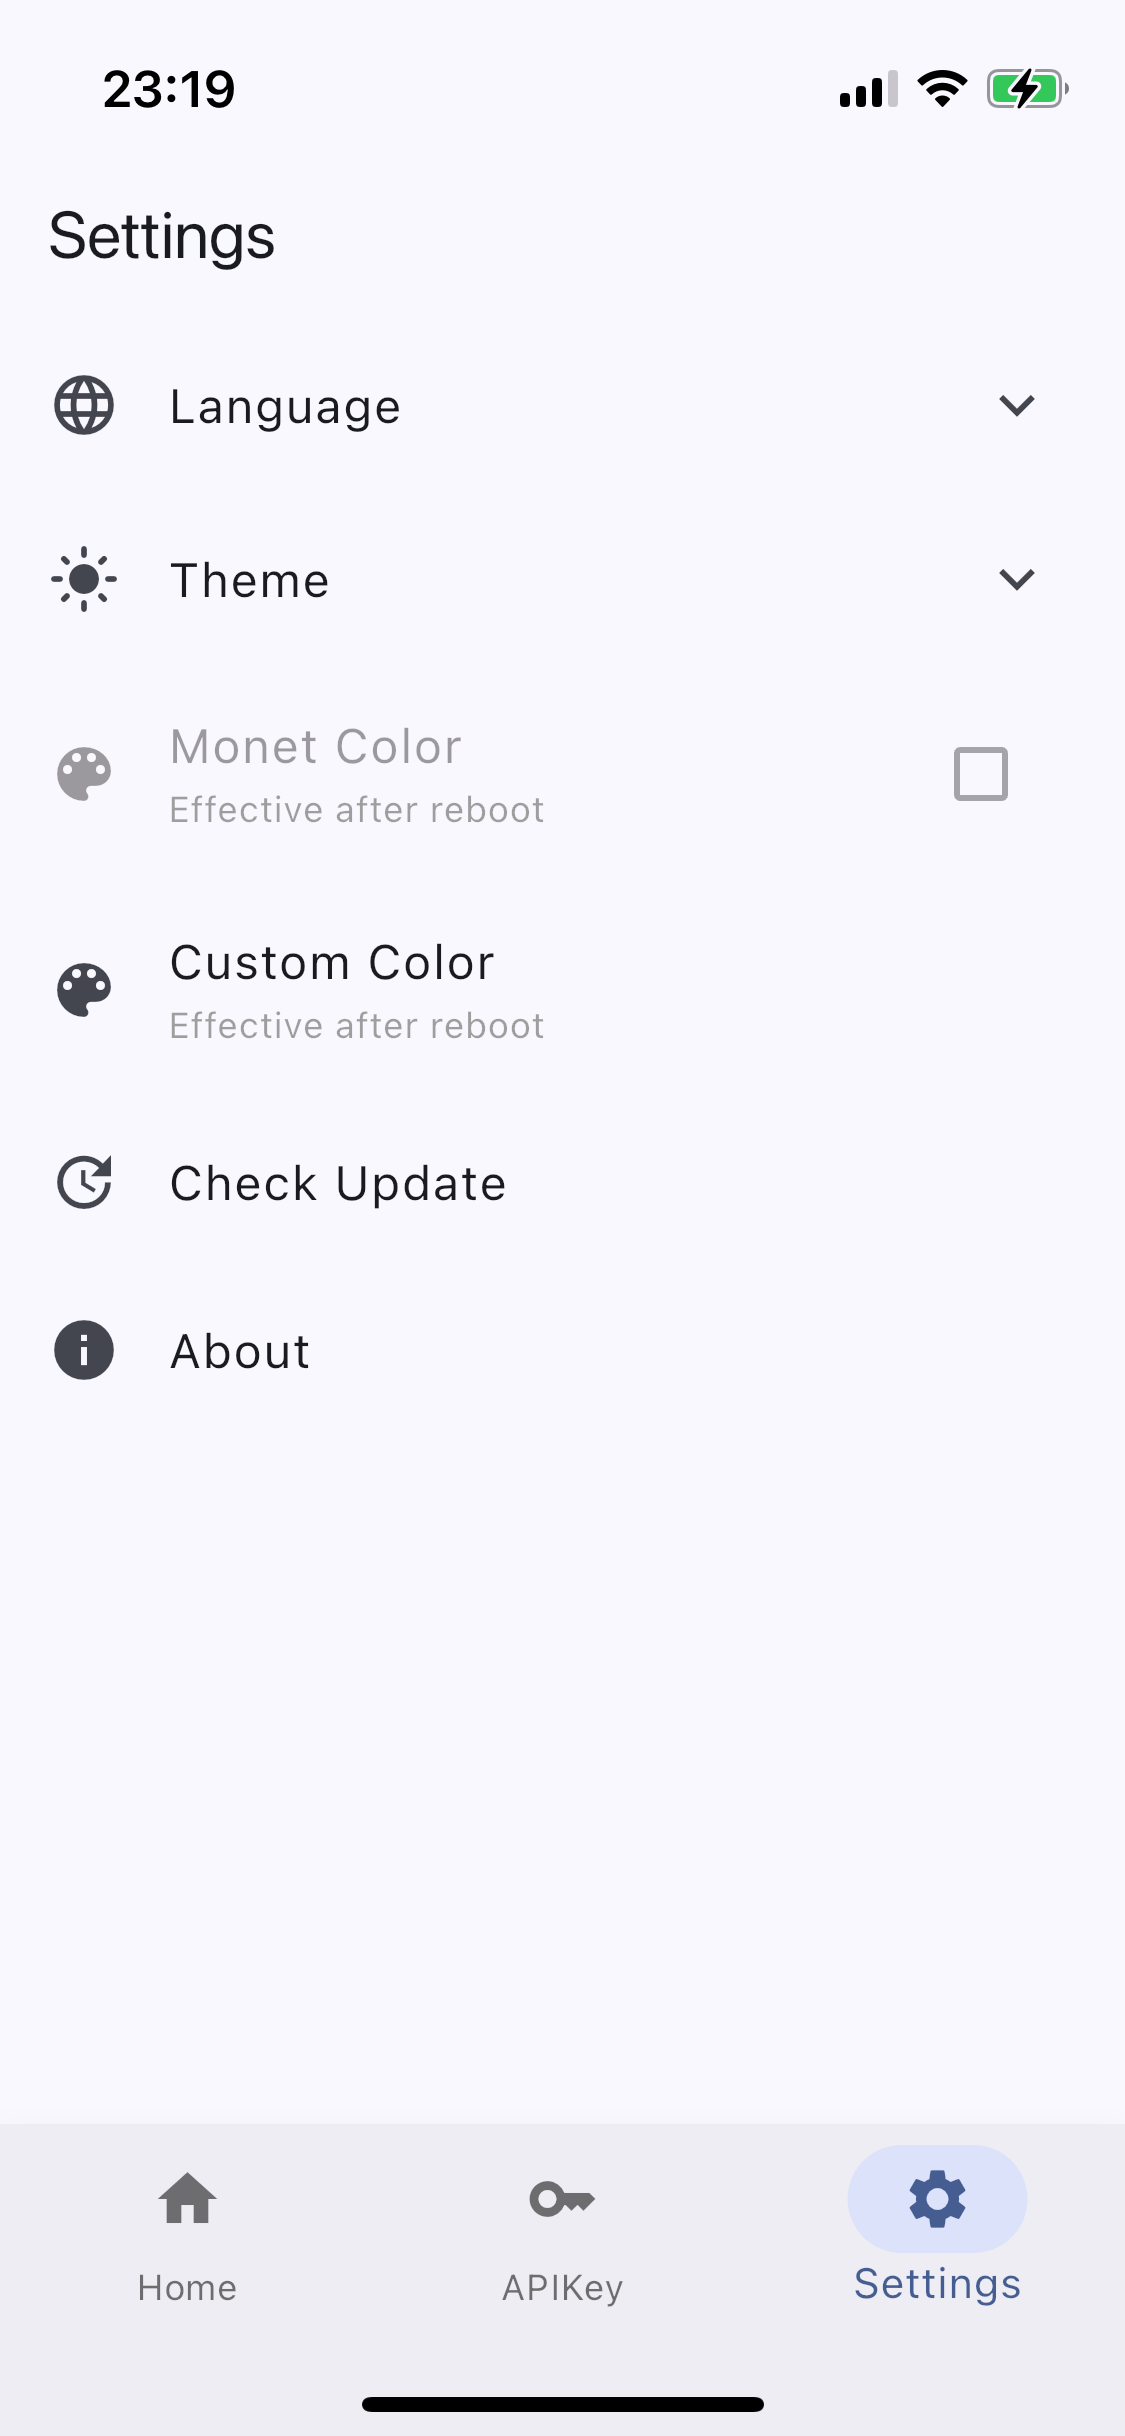 23:19
Settings
Language
Theme
Monet Color
Effective after reboot
Custom Color
Effective after reboot
Check Update
About
Home
APIKey
Settings